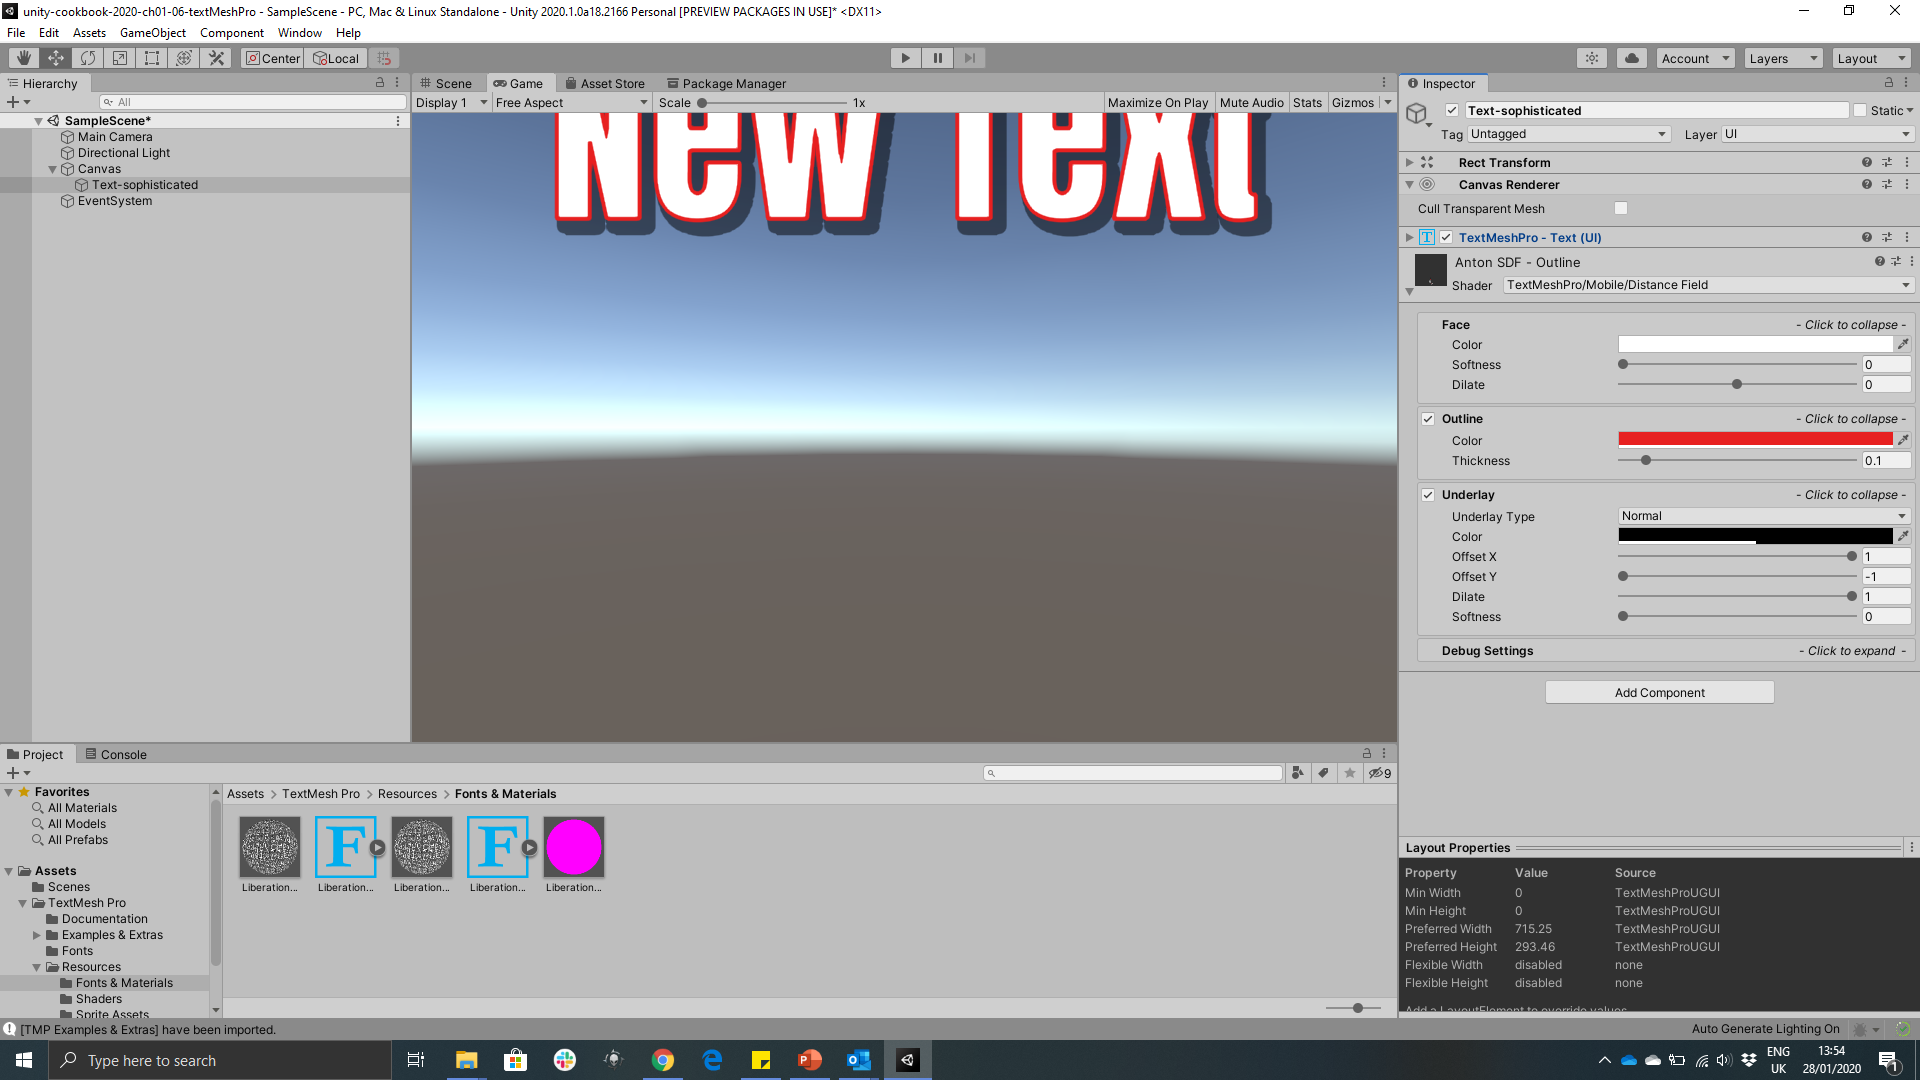 unity-cookbook-2020-ch01-06-textMeshPro - SampleScene - PC, Mac & Linux Standalone - Unity 2020.1.0a18.2166 Personal [PREVIEW PACKAGES IN USE]* <DX11>
File Edit Assets GameObject Component Window Help
Center Local Account Layers Layout
Hierarchy
All
SampleScene*
Main Camera
Directional Light
Canvas
Text-sophisticated
EventSystem
Scene Game Asset Store Package Manager
Display 1 Free Aspect Scale 1x Maximize On Play Mute Audio Stats Gizmos
New Text
Inspector
Text-sophisticated Static
Tag Untagged Layer UI
Rect Transform
Canvas Renderer
Cull Transparent Mesh
TextMeshPro - Text (UI)
Anton SDF - Outline
Shader TextMeshPro/Mobile/Distance Field
Face - Click to collapse -
Color
Softness 0
Dilate 0
Outline - Click to collapse -
Color
Thickness 0.1
Underlay - Click to collapse -
Underlay Type Normal
Color
Offset X 1
Offset Y -1
Dilate 1
Softness 0
Debug Settings - Click to expand -
Add Component
Layout Properties
Property Value Source
Min Width 0 TextMeshProUGUI
Min Height 0 TextMeshProUGUI
Preferred Width 715.25 TextMeshProUGUI
Preferred Height 293.46 TextMeshProUGUI
Flexible Width disabled none
Flexible Height disabled none
Add a LayoutElement to override values
Project Console
9
Favorites
All Materials
All Models
All Prefabs
Assets
Scenes
TextMesh Pro
Documentation
Examples & Extras
Fonts
Resources
Fonts & Materials
Shaders
Sprite Assets
Assets > TextMesh Pro > Resources > Fonts & Materials
F F
Liberation... Liberation... Liberation... Liberation... Liberation...
[TMP Examples & Extras] have been imported.
Auto Generate Lighting On
Type here to search
ENG
UK
13:54
28/01/2020
1